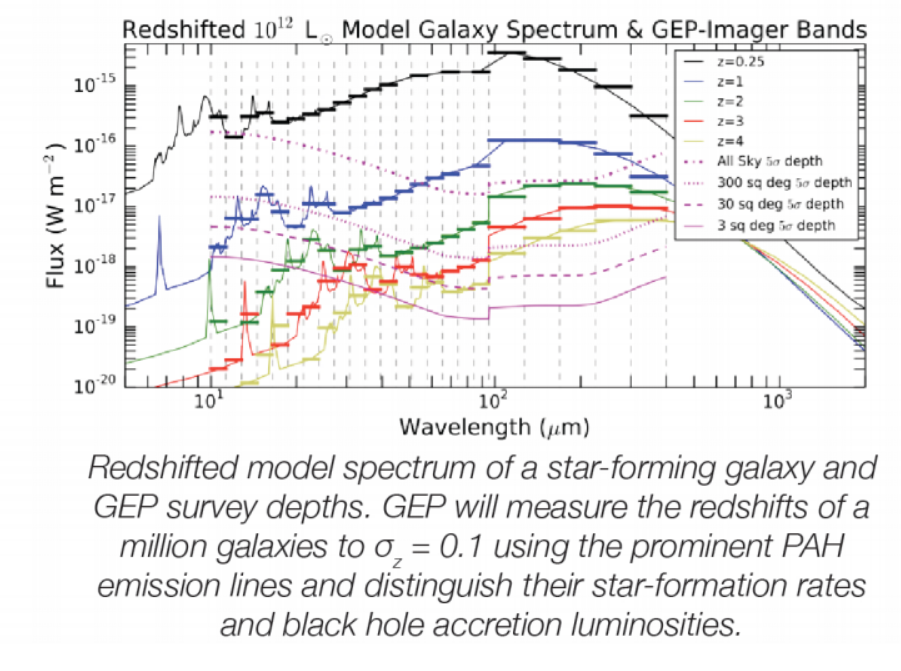 Redshifted 10¹² L☉ Model Galaxy Spectrum & GEP-Imager Bands
10⁻¹⁵
10⁻¹⁶
10⁻¹⁷
10⁻¹⁸
10⁻¹⁹
10⁻²⁰
Flux (W m⁻²)
z=0.25
z=1
z=2
z=3
z=4
All Sky 5σ depth
300 sq deg 5σ depth
30 sq deg 5σ depth
3 sq deg 5σ depth
10¹
10²
10³
Wavelength (μm)
Redshifted model spectrum of a star-forming galaxy and
GEP survey depths. GEP will measure the redshifts of a
million galaxies to σ_z = 0.1 using the prominent PAH
emission lines and distinguish their star-formation rates
and black hole accretion luminosities.